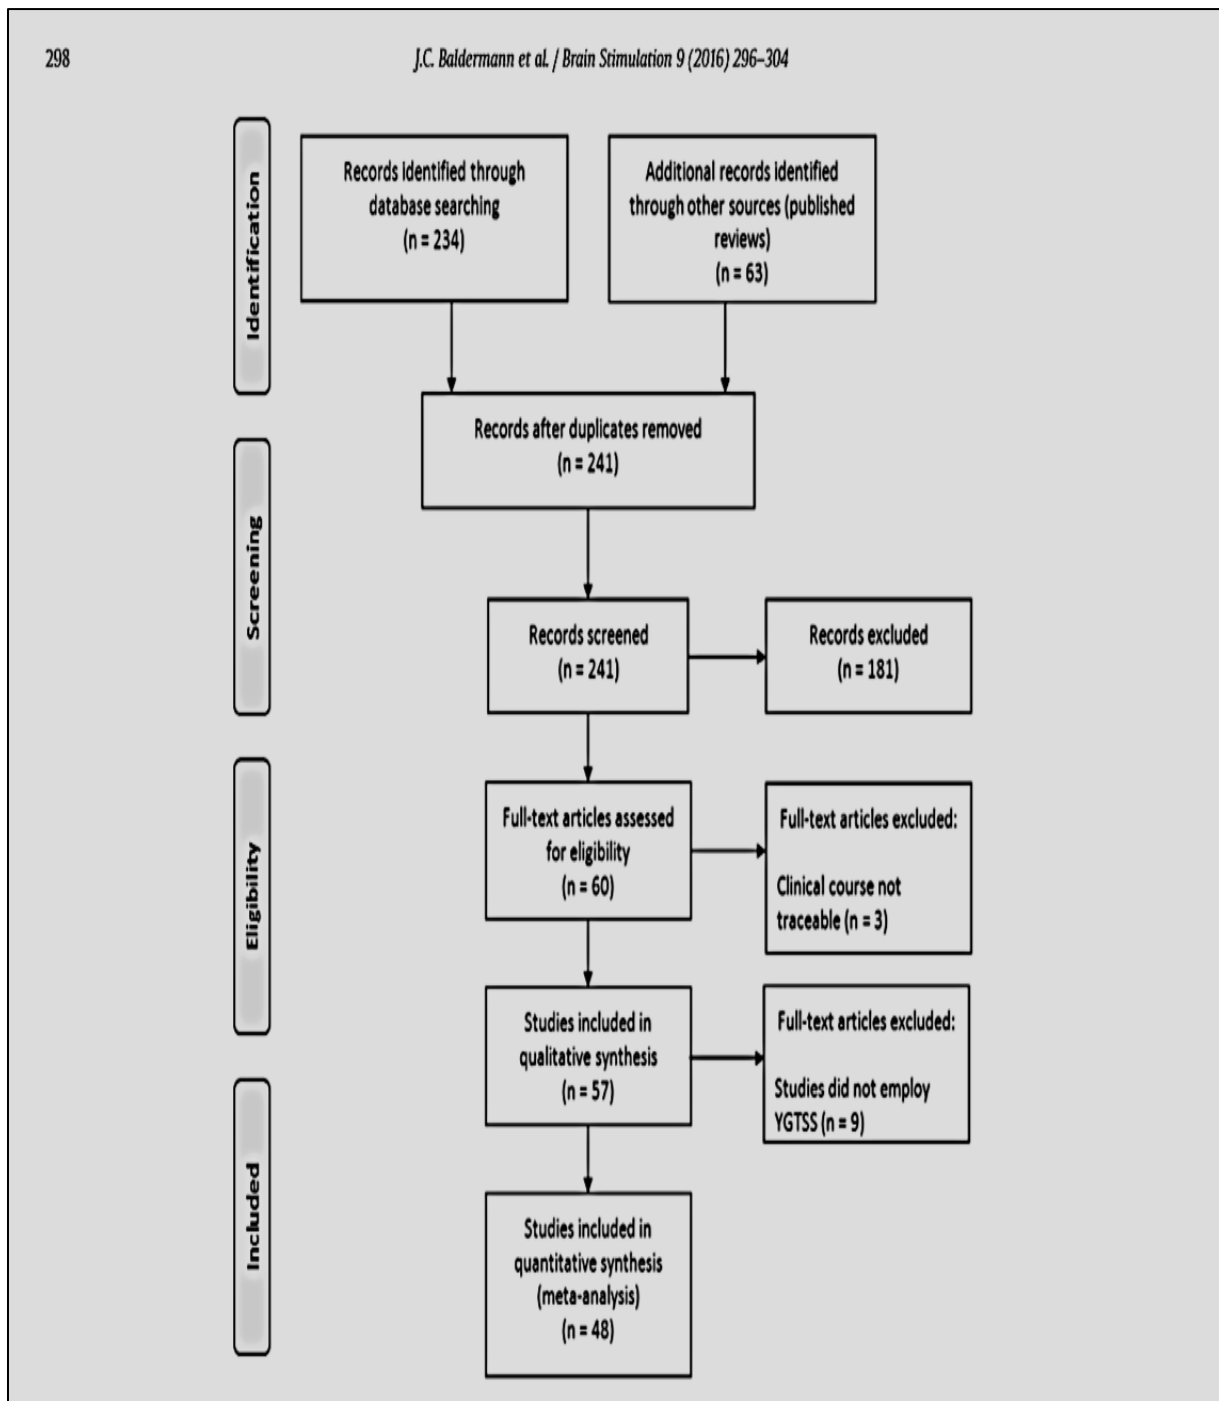 298
J.C. Baldermann et al. / Brain Stimulation 9 (2016) 296–304
Identification
Records identified through
database searching
(n = 234)
Additional records identified
through other sources (published
reviews)
(n = 63)
Records after duplicates removed
(n = 241)
Screening
Records screened
(n = 241)
Records excluded
(n = 181)
Eligibility
Full-text articles assessed
for eligibility
(n = 60)
Full-text articles excluded:
Clinical course not
traceable (n = 3)
Studies included in
qualitative synthesis
(n = 57)
Full-text articles excluded:
Studies did not employ
YGTSS (n = 9)
Included
Studies included in
quantitative synthesis
(meta-analysis)
(n = 48)